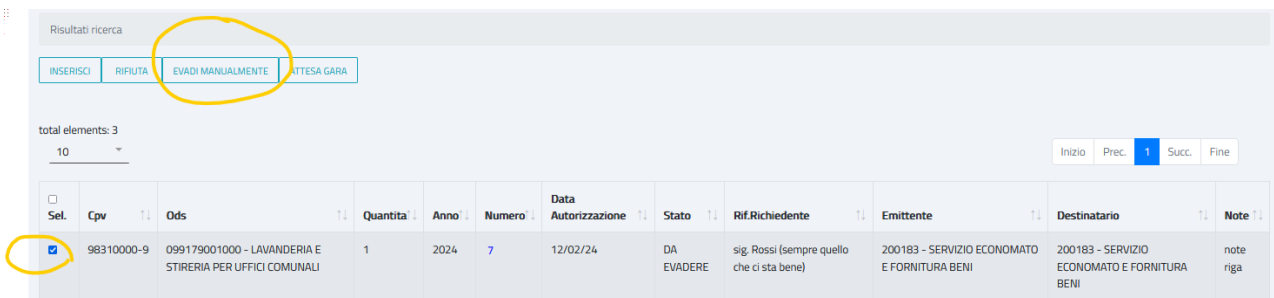 Risultati ricerca
INSERISCI RIFIUTA EVADI MANUALMENTE ATTESA GARA
total elements: 3
10
Inizio Prec. 1 Succ. Fine
Sel. Cpv Ods Quantita Anno Numero Data Autorizzazione Stato Rif.Richiedente Emittente Destinatario Note
98310000-9 099179001000 - LAVANDERIA E 1 2024 7 12/02/24 DA sig. Rossi (sempre quello 200183 - SERVIZIO ECONOMATO 200183 - SERVIZIO note
STIRERIA PER UFFICI COMUNALI EVADERE che ci sta bene) E FORNITURA BENI ECONOMATO E FORNITURA riga
BENI